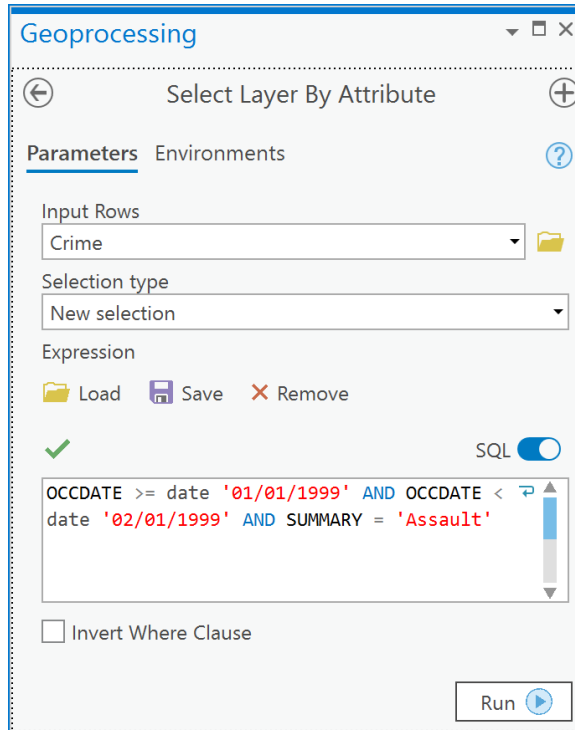 Geoprocessing
Select Layer By Attribute
Parameters Environments
Input Rows
Crime
Selection type
New selection
Expression
Load Save Remove
SQL
OCCDATE >= date '01/01/1999' AND OCCDATE <
date '02/01/1999' AND SUMMARY = 'Assault'
Invert Where Clause
Run